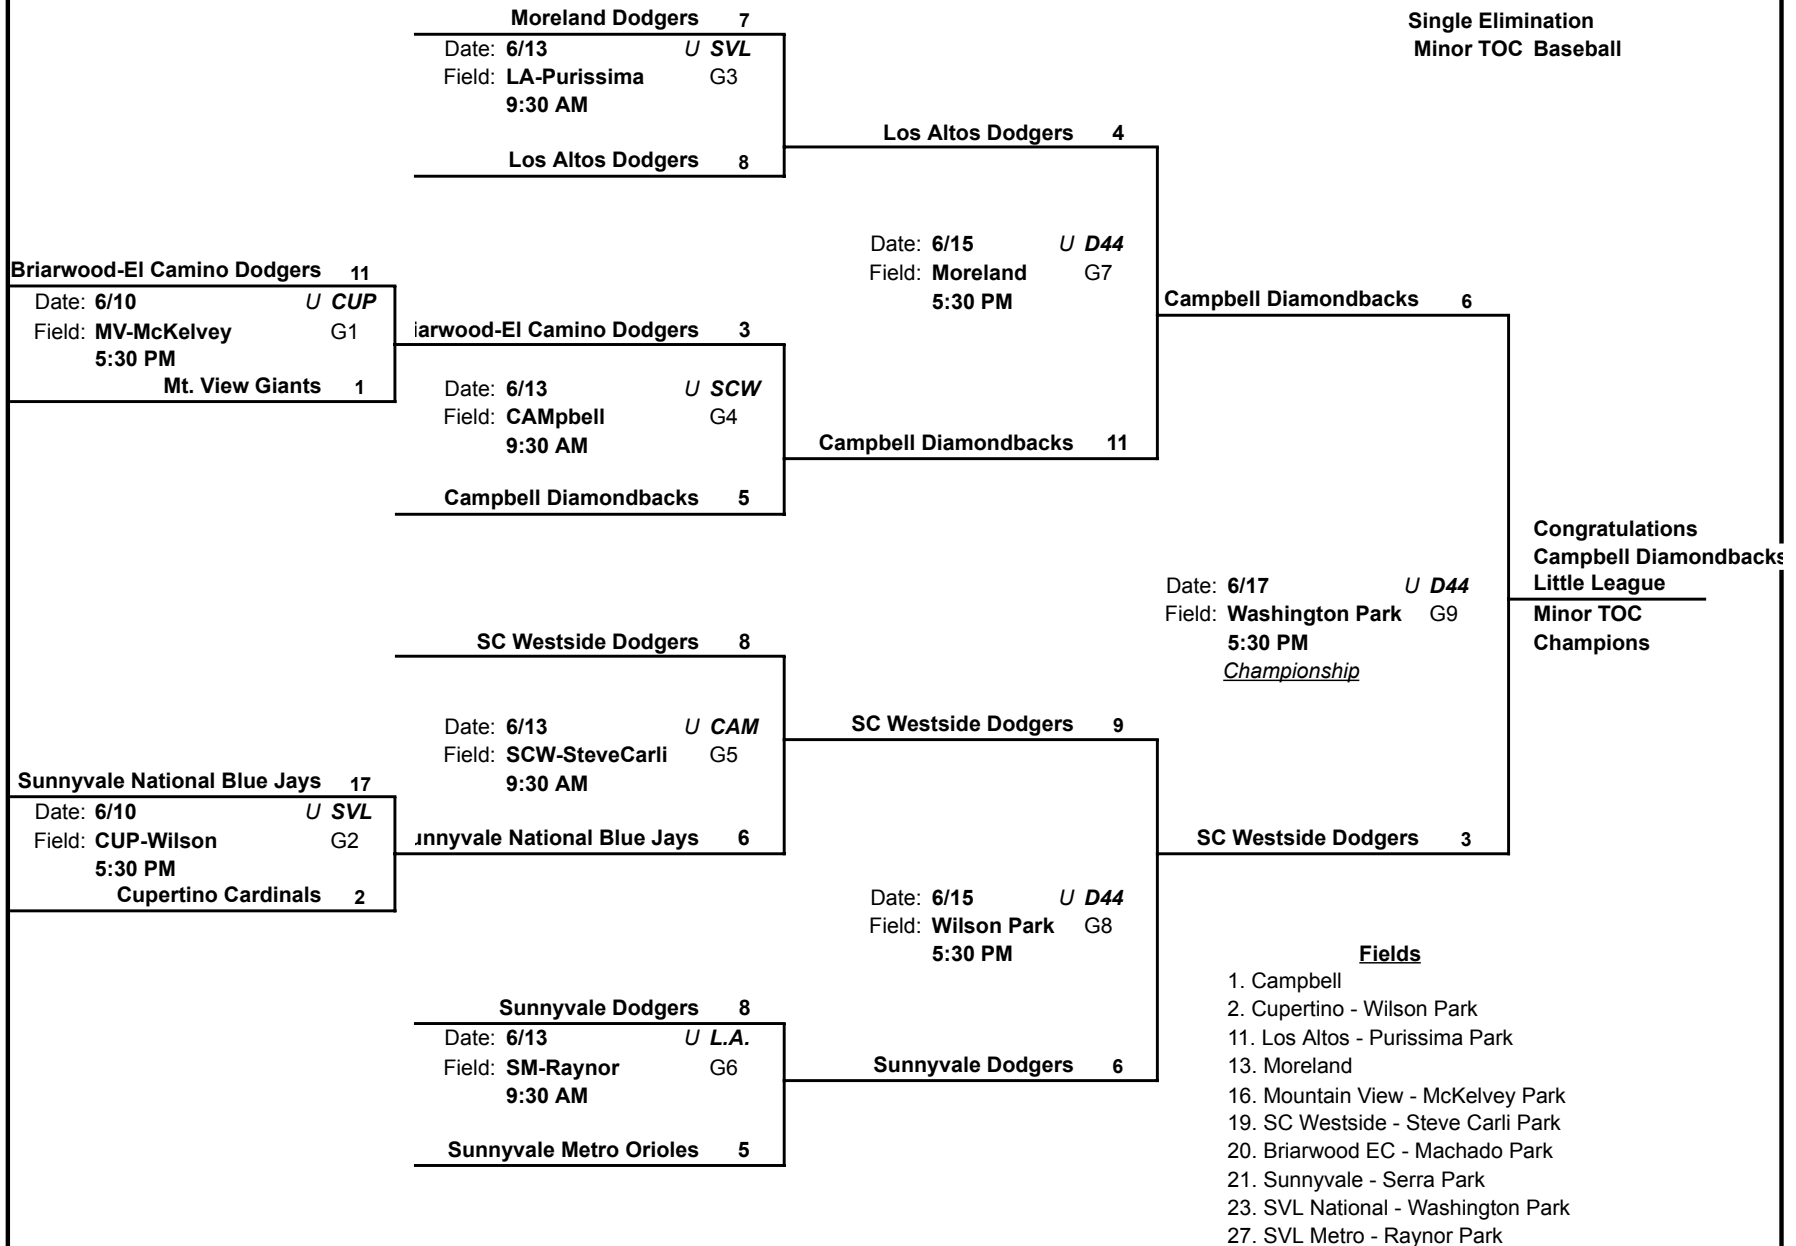 Moreland Dodgers 7
Single Elimination
Minor TOC Baseball
Date: 6/13 U SVL
Field: LA-Purissima G3
9:30 AM
Los Altos Dodgers 8
Los Altos Dodgers 4
Date: 6/15 U D44
Field: Moreland G7
5:30 PM
Briarwood-El Camino Dodgers 11
Date: 6/10 U CUP
Field: MV-McKelvey G1
5:30 PM
Mt. View Giants 1
iarwood-El Camino Dodgers 3
Date: 6/13 U SCW
Field: CAMpbell G4
9:30 AM
Campbell Diamondbacks 5
Campbell Diamondbacks 11
Campbell Diamondbacks 6
Congratulations
Campbell Diamondbacks
Little League
Minor TOC
Champions
Date: 6/17 U D44
Field: Washington Park G9
5:30 PM
Championship
SC Westside Dodgers 8
Date: 6/13 U CAM
Field: SCW-SteveCarli G5
9:30 AM
SC Westside Dodgers 9
Sunnyvale National Blue Jays 17
Date: 6/10 U SVL
Field: CUP-Wilson G2
5:30 PM
Cupertino Cardinals 2
unnyvale National Blue Jays 6
SC Westside Dodgers 3
Date: 6/15 U D44
Field: Wilson Park G8
5:30 PM
Sunnyvale Dodgers 8
Date: 6/13 U L.A.
Field: SM-Raynor G6
9:30 AM
Sunnyvale Metro Orioles 5
Sunnyvale Dodgers 6
Fields
1. Campbell
2. Cupertino - Wilson Park
11. Los Altos - Purissima Park
13. Moreland
16. Mountain View - McKelvey Park
19. SC Westside - Steve Carli Park
20. Briarwood EC - Machado Park
21. Sunnyvale - Serra Park
23. SVL National - Washington Park
27. SVL Metro - Raynor Park